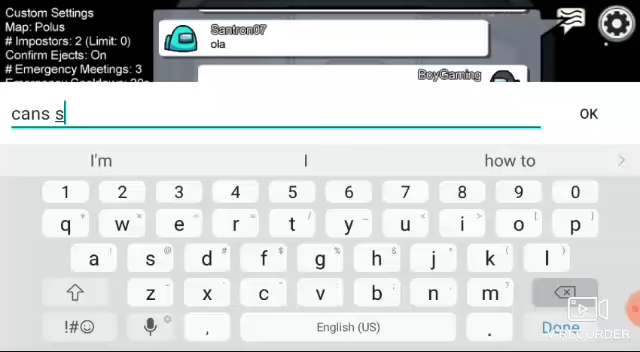 Custom Settings
Map: Polus
# Impostors: 2 (Limit: 0)
Confirm Ejects: On
# Emergency Meetings: 3
Santron07
ola
BoyGaming
cans s
OK
I'm I how to
1 2 3 4 5 6 7 8 9 0
q w e r t y u i o p
a s d f g h j k l
z x c v b n m
!#☺ , English (US) . Done
V RECORDER